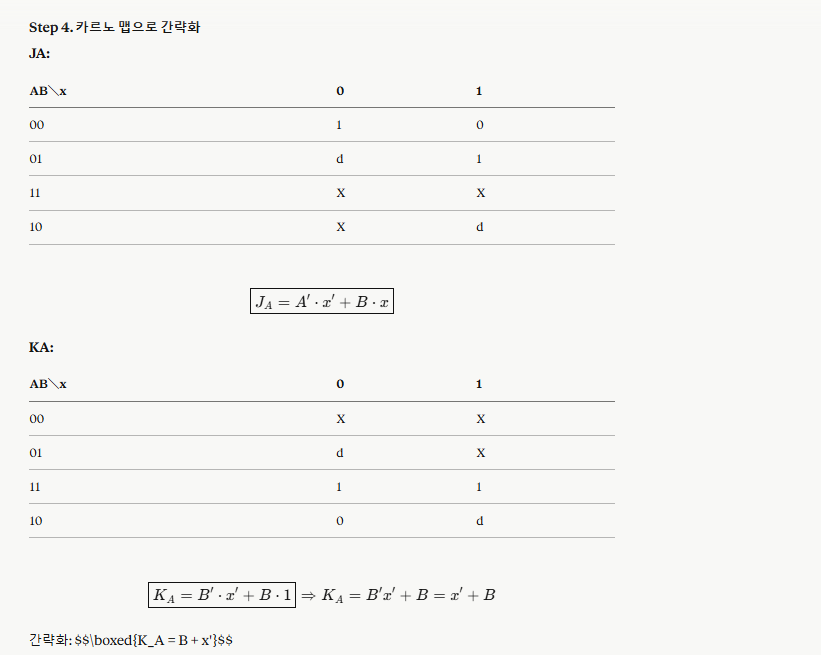 Step 4. 카르노 맵으로 간략화
JA:
AB＼x 0 1
00 1 0
01 d 1
11 X X
10 X d
J_A = A′ · x′ + B · x
KA:
AB＼x 0 1
00 X X
01 d X
11 1 1
10 0 d
K_A = B′ · x′ + B · 1 ⇒ K_A = B′x′ + B = x′ + B
간략화: $$\boxed{K_A = B + x'}$$